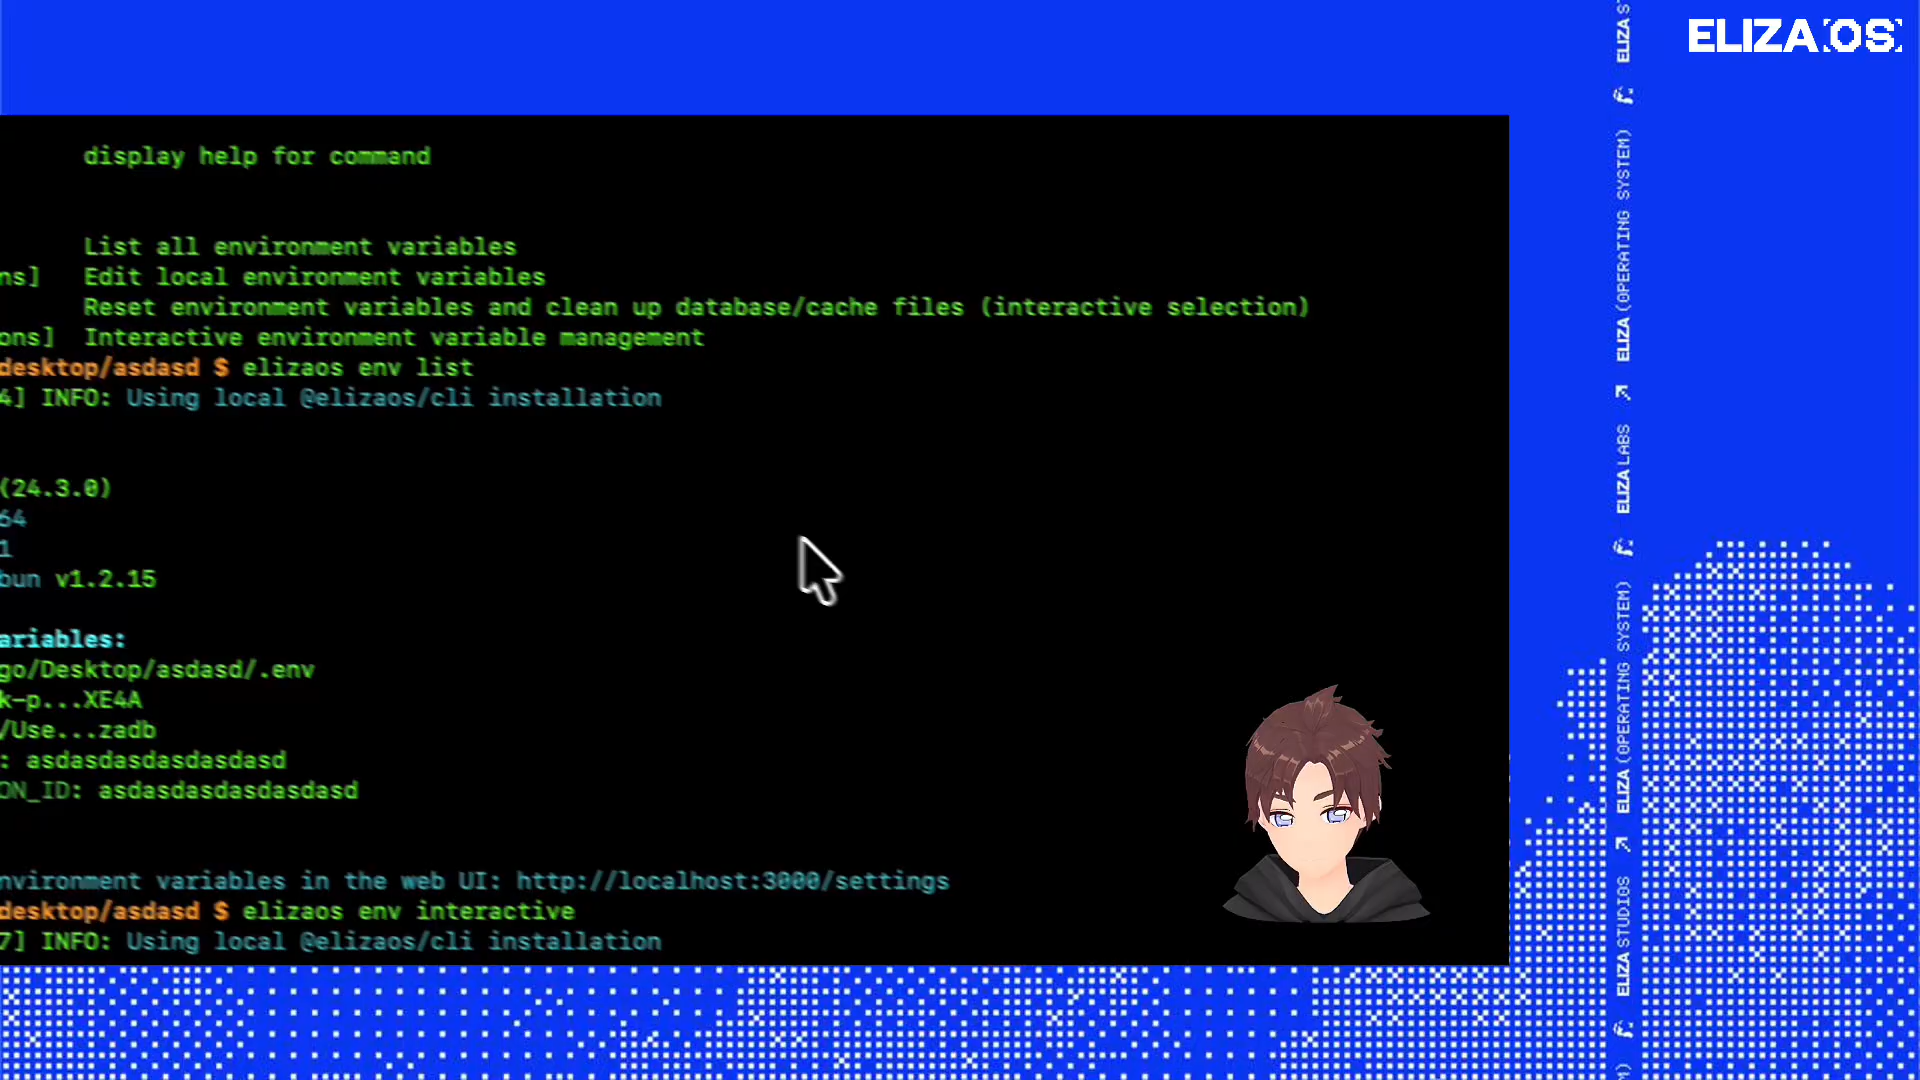 ELIZA OS
display help for command
List all environment variables
ns]   Edit local environment variables
Reset environment variables and clean up database/cache files (interactive selection)
ons]  Interactive environment variable management
desktop/asdasd $ elizaos env list
4] INFO: Using local @elizaos/cli installation
(24.3.0)
64
1
bun v1.2.15
ariables:
go/Desktop/asdasd/.env
k-p...XE4A
/Use...zadb
: asdasdasdasdasdasd
ON_ID: asdasdasdasdasdasd
nvironment variables in the web UI: http://localhost:3000/settings
desktop/asdasd $ elizaos env interactive
7] INFO: Using local @elizaos/cli installation
ELIZA STUDIOS
ELIZA (OPERATING SYSTEM)
ELIZA LABS
ELIZA (OPERATING SYSTEM)
ELIZA ST